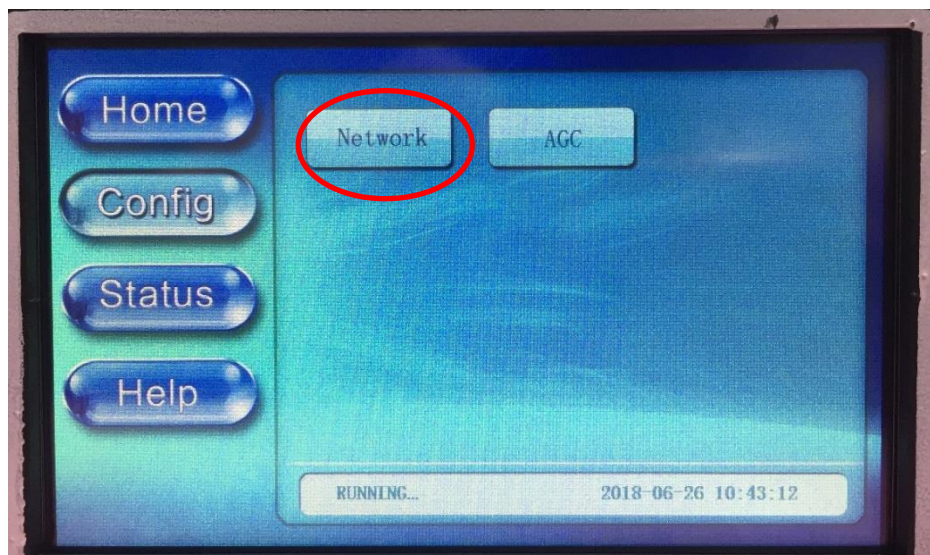 Home
Network AGC
Config
Status
Help
RUNNING... 2018-06-26 10:43:12